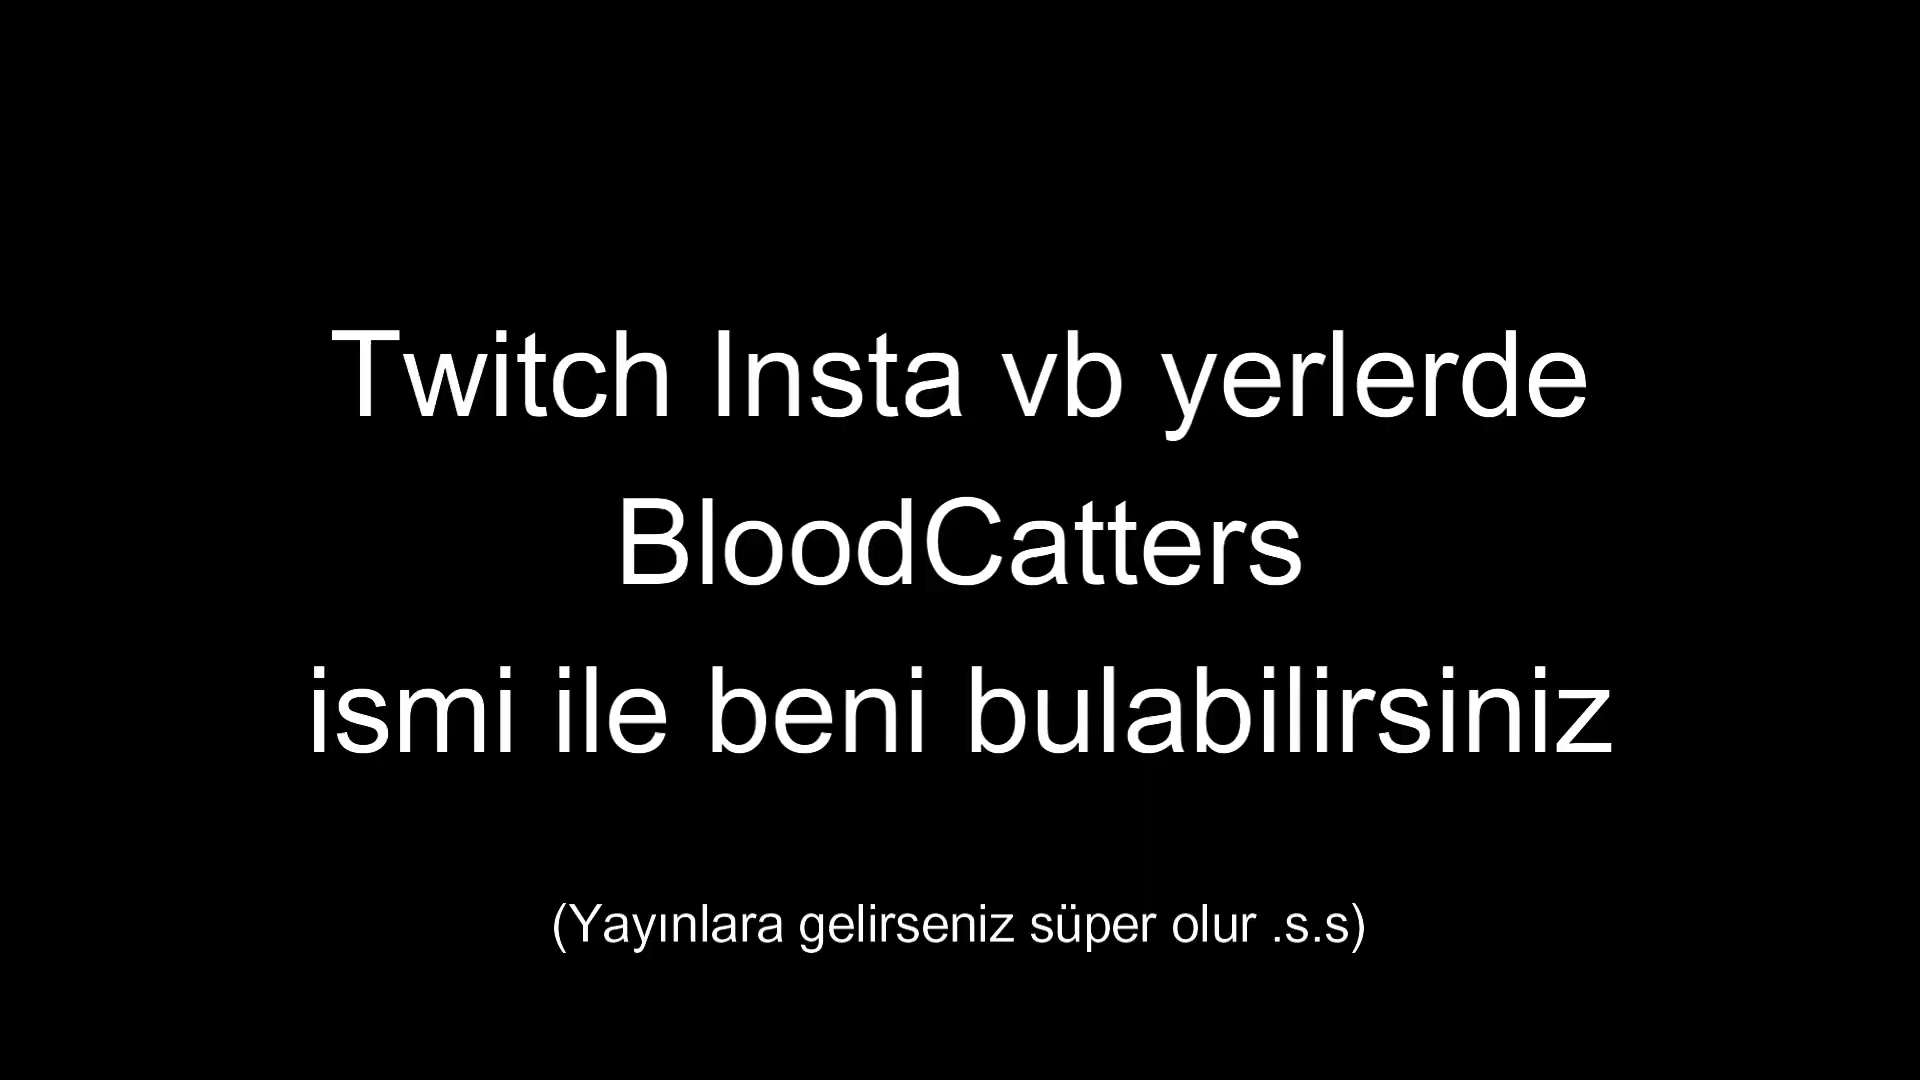 Twitch Insta vb yerlerde
BloodCatters
ismi ile beni bulabilirsiniz
(Yayınlara gelirseniz süper olur .s.s)